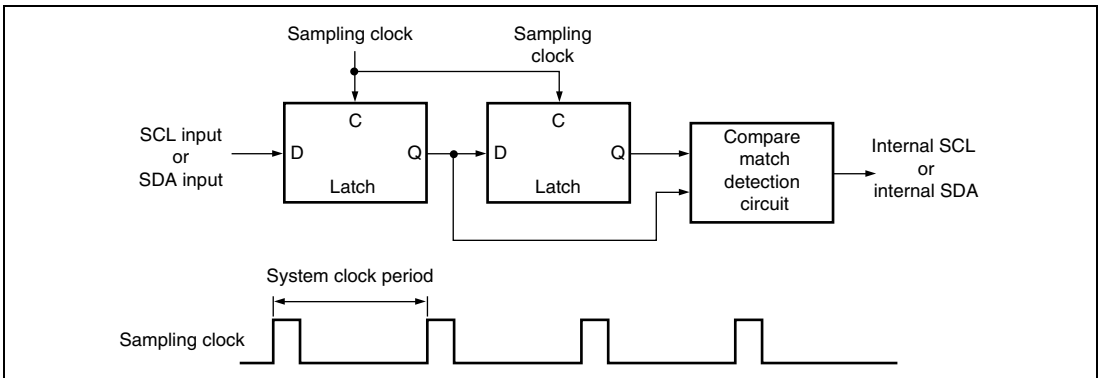 Sampling clock
Sampling
clock
SCL input
or
SDA input
C
D
Q
Latch
C
D
Q
Latch
Compare
match
detection
circuit
Internal SCL
or
internal SDA
System clock period
Sampling clock